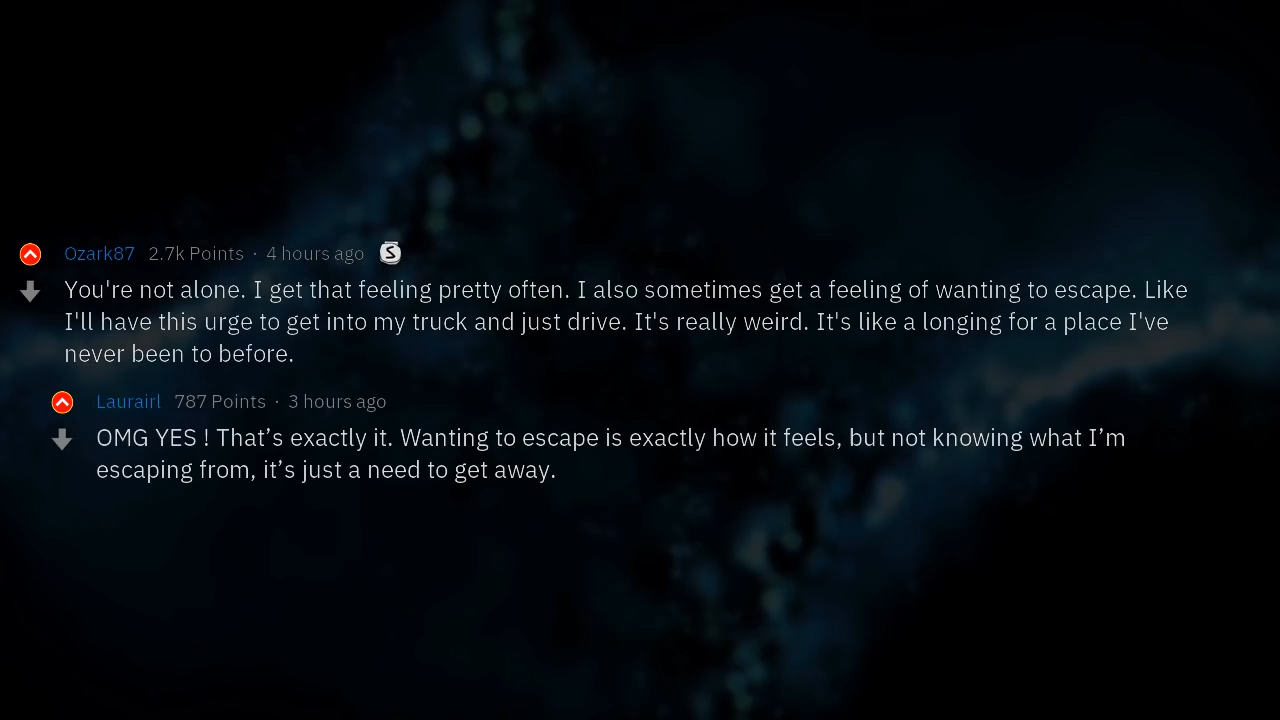 Ozark87 2.7k Points · 4 hours ago S
You're not alone. I get that feeling pretty often. I also sometimes get a feeling of wanting to escape. Like
I'll have this urge to get into my truck and just drive. It's really weird. It's like a longing for a place I've
never been to before.
Laurairl 787 Points · 3 hours ago
OMG YES ! That’s exactly it. Wanting to escape is exactly how it feels, but not knowing what I’m
escaping from, it’s just a need to get away.